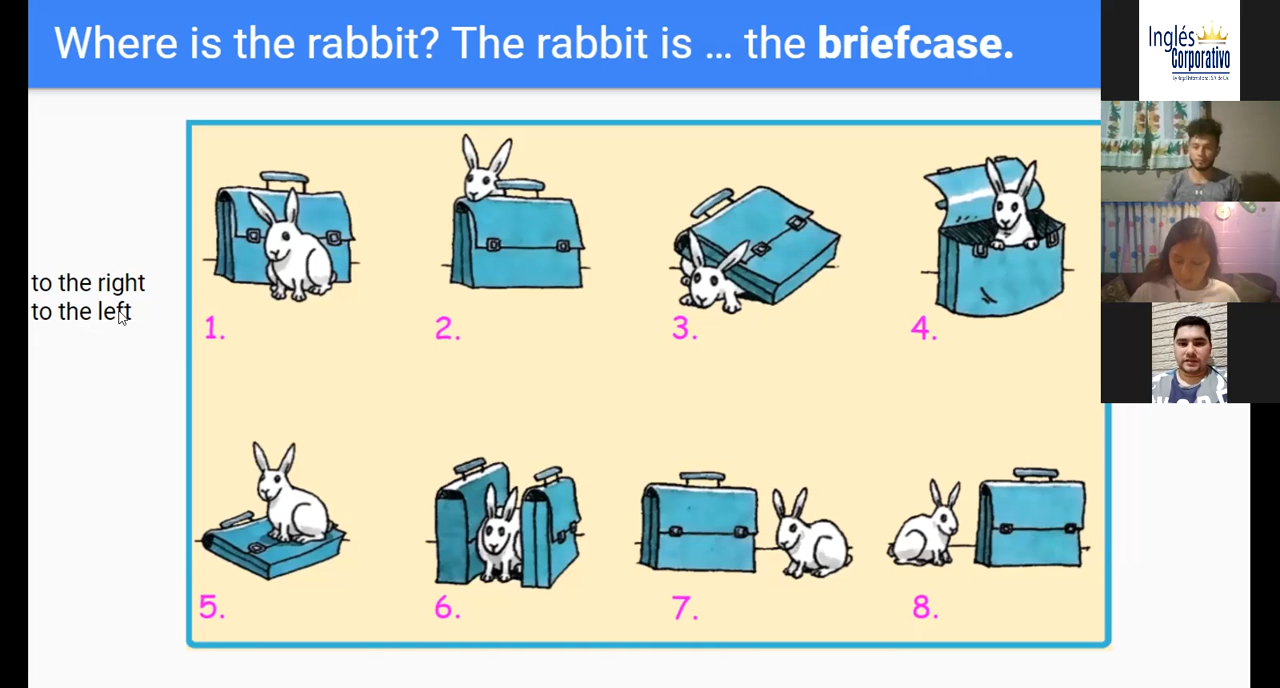 Where is the rabbit? The rabbit is ... the briefcase.
Inglés
Corporativo
to the right
to the left
1.
2.
3.
4.
5.
6.
7.
8.